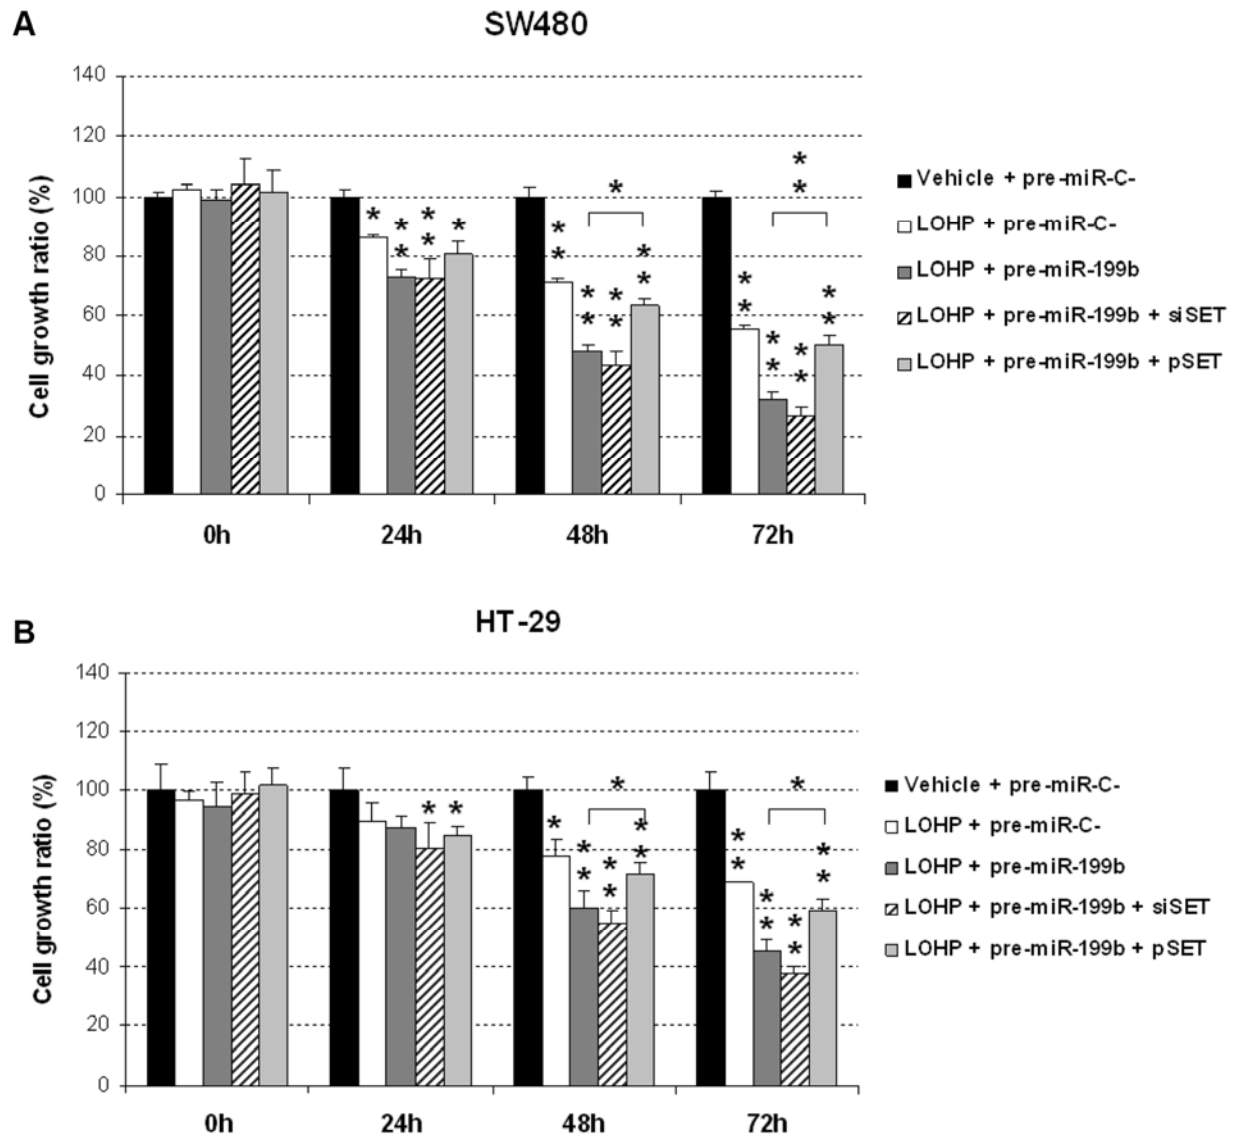 A
SW480
Cell growth ratio (%)
140
120
100
80
60
40
20
0
* ** ** *
** ** ** ** *
** ** ** ** **
0h 24h 48h 72h
Vehicle + pre-miR-C-
LOHP + pre-miR-C-
LOHP + pre-miR-199b
LOHP + pre-miR-199b + siSET
LOHP + pre-miR-199b + pSET
B
HT-29
Cell growth ratio (%)
140
120
100
80
60
40
20
0
* *
* ** ** ** *
** ** ** ** *
0h 24h 48h 72h
Vehicle + pre-miR-C-
LOHP + pre-miR-C-
LOHP + pre-miR-199b
LOHP + pre-miR-199b + siSET
LOHP + pre-miR-199b + pSET